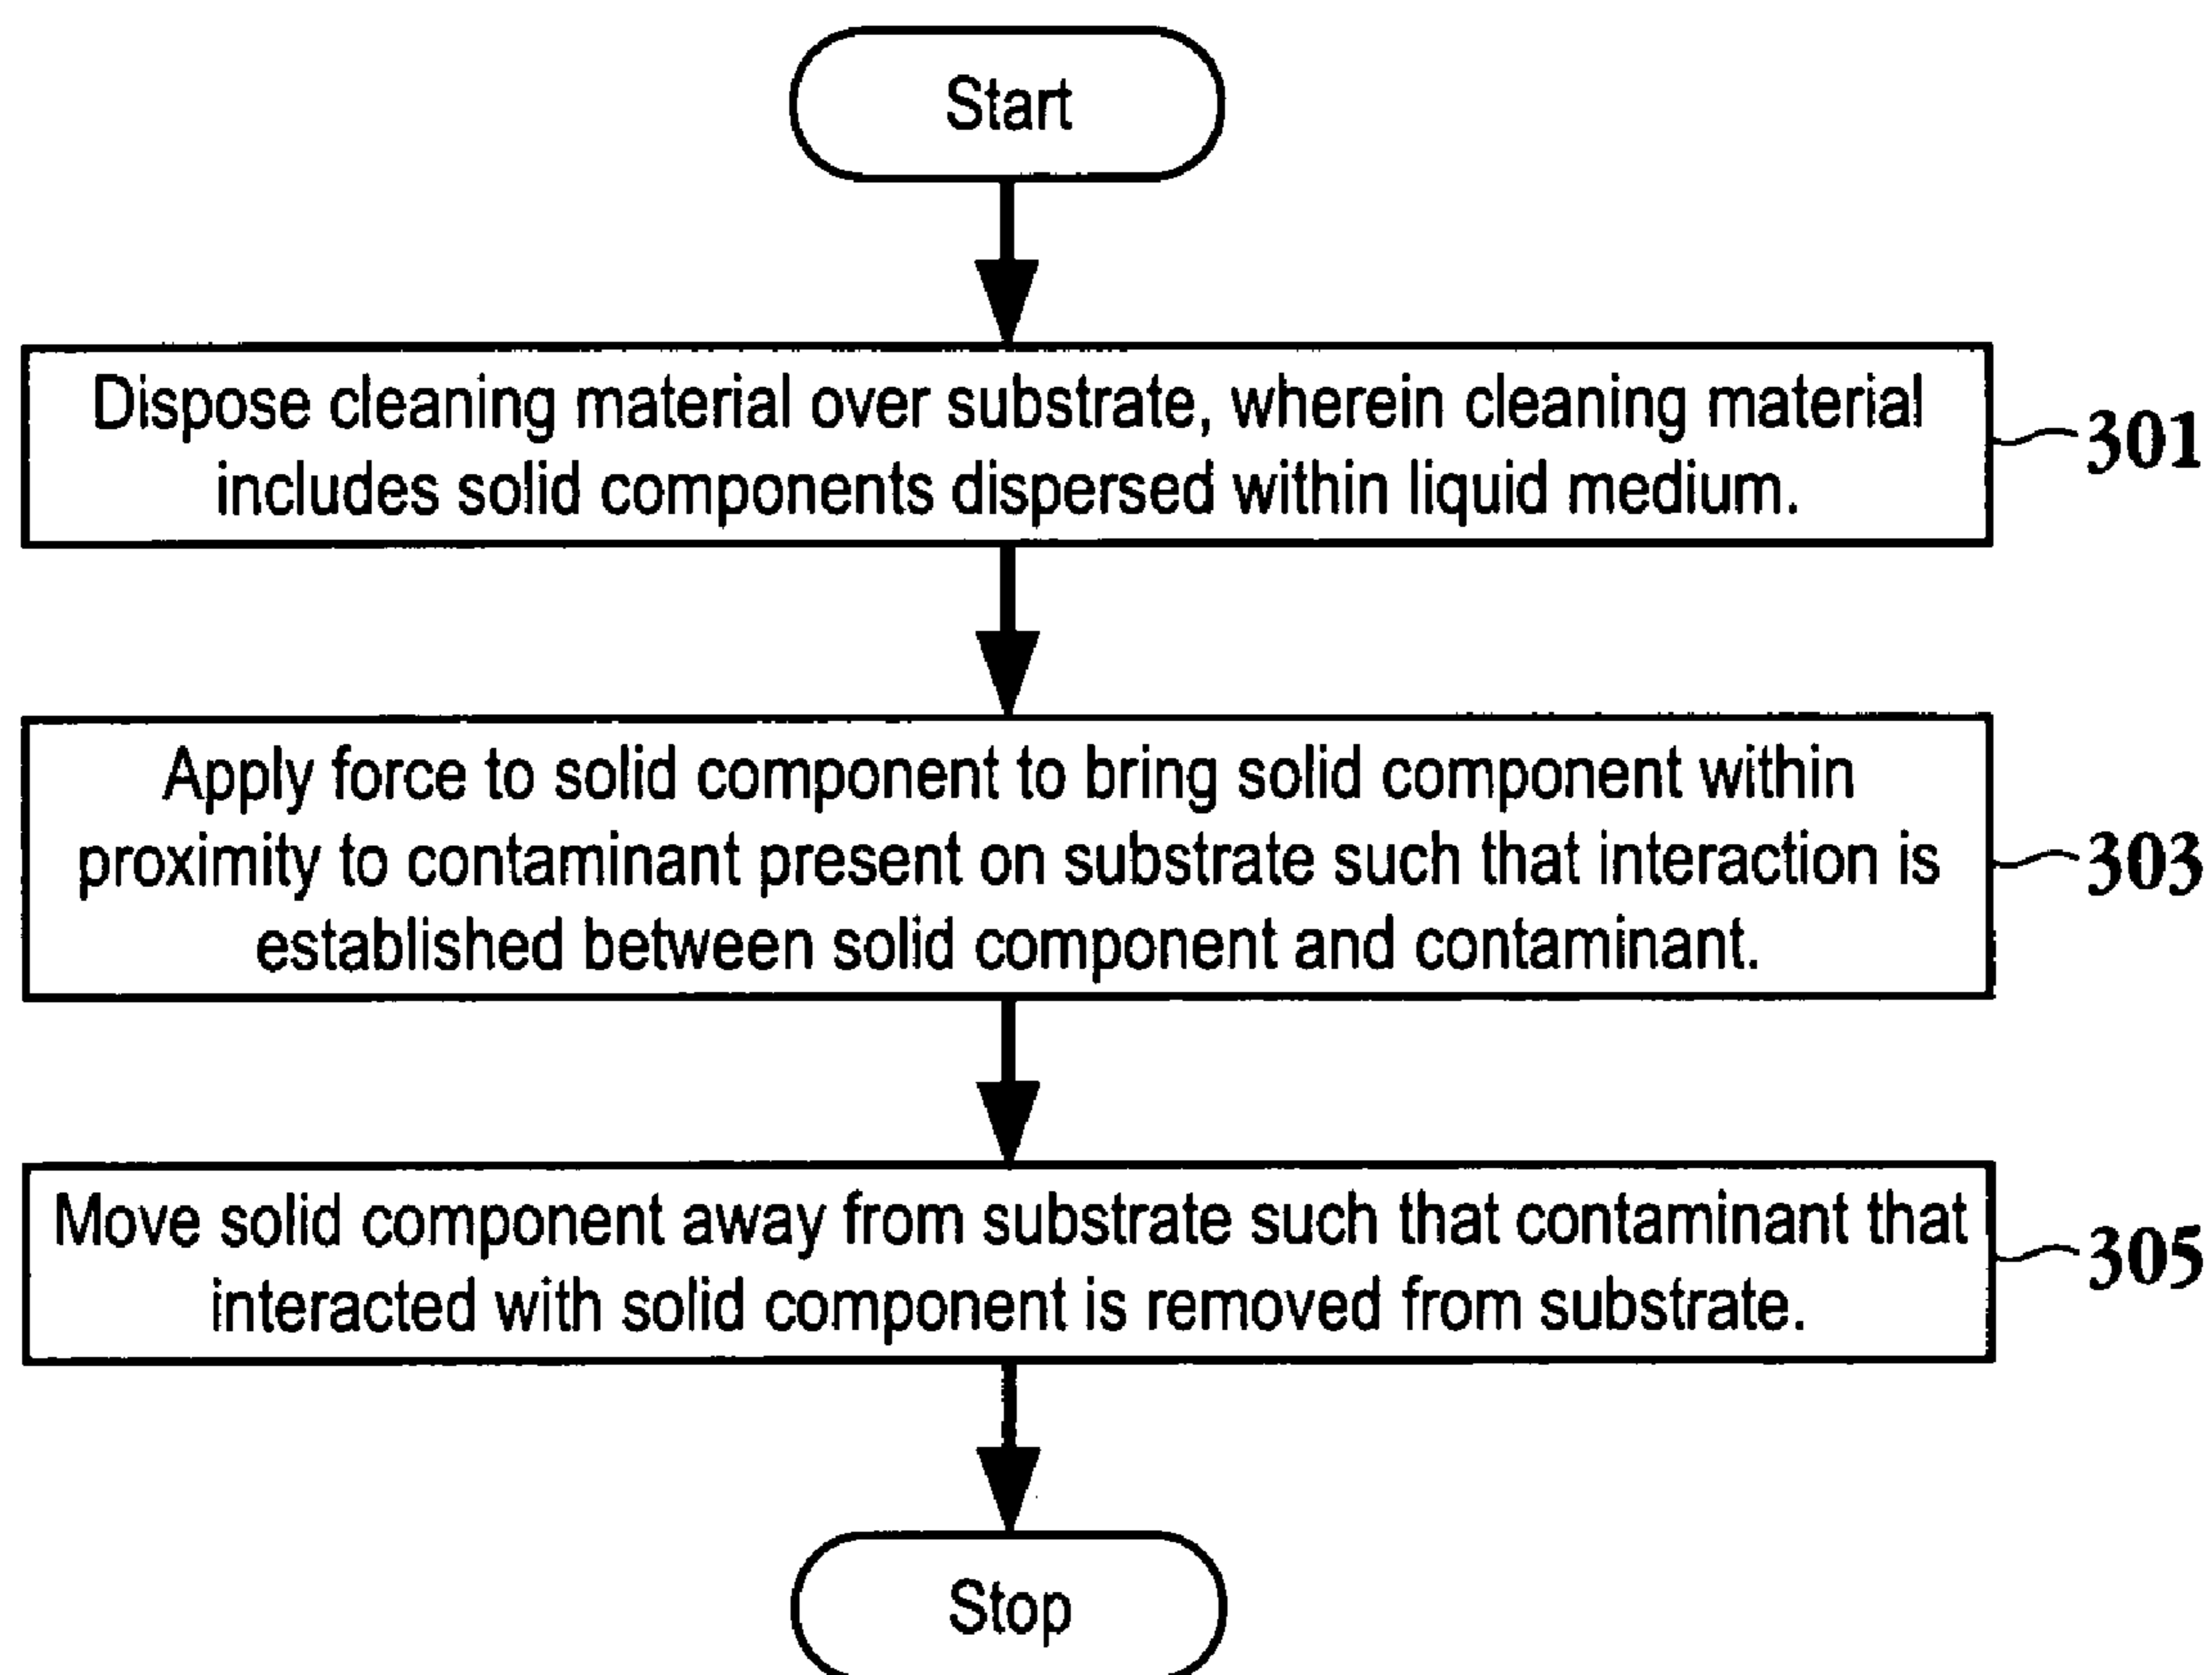 Start
Dispose cleaning material over substrate, wherein cleaning material
includes solid components dispersed within liquid medium.
301
Apply force to solid component to bring solid component within
proximity to contaminant present on substrate such that interaction is
established between solid component and contaminant.
303
Move solid component away from substrate such that contaminant that
interacted with solid component is removed from substrate.
305
Stop